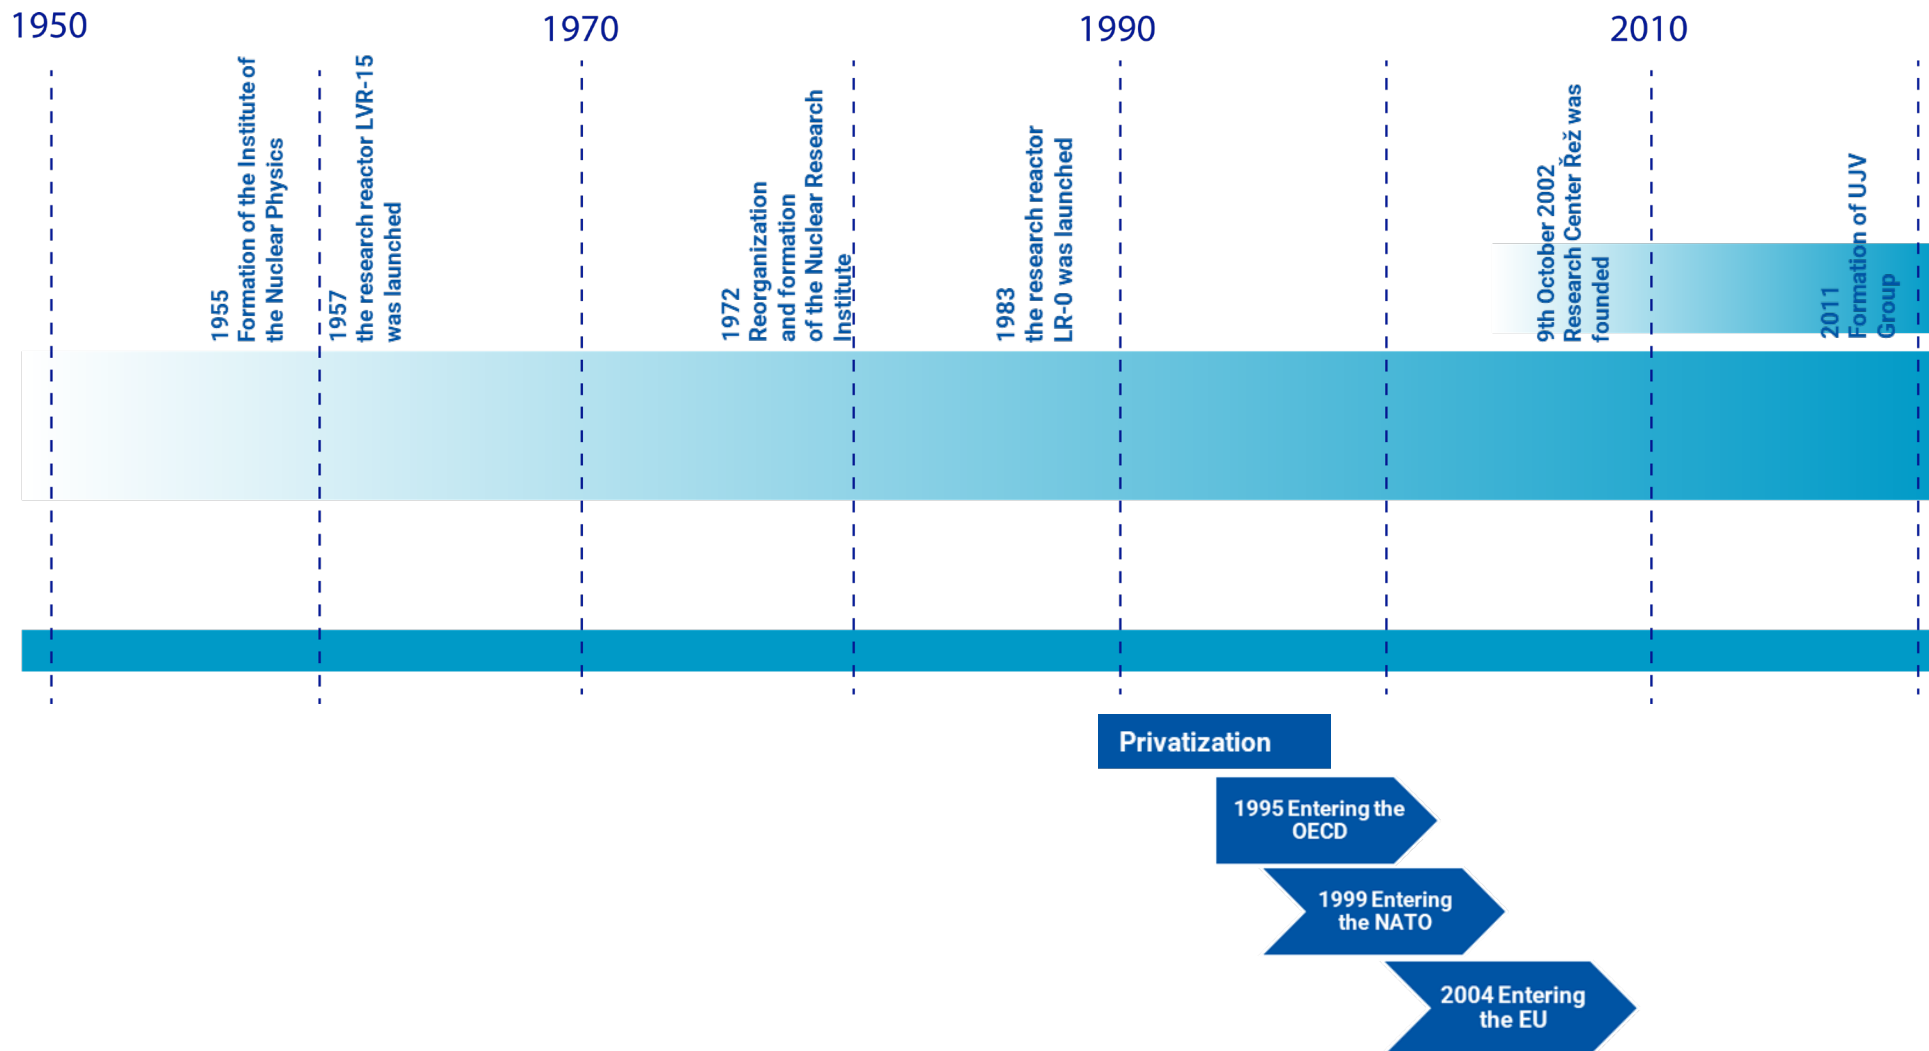 1950
1970
1990
2010
1955
Formation of the Institute of
the Nuclear Physics
1957
the research reactor LVR-15
was launched
1972
Reorganization
and formation
of the Nuclear Research
Institute
1983
the research reactor
LR-0 was launched
9th October 2002
Research Center Řež was
founded
2011
Formation of UJV
Group
Privatization
1995 Entering the
OECD
1999 Entering
the NATO
2004 Entering
the EU